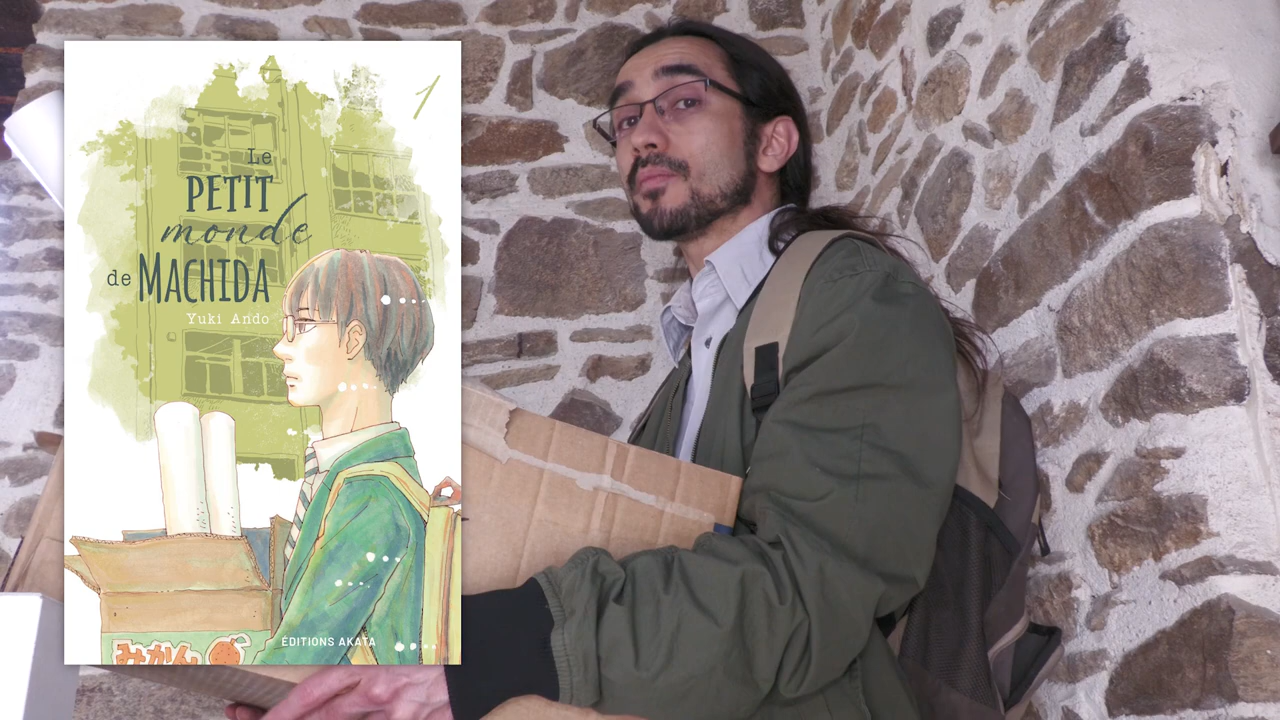 1
Le
PETIT
monde
de MACHIDA
Yuki Ando
ÉDITIONS AKATA
みかん